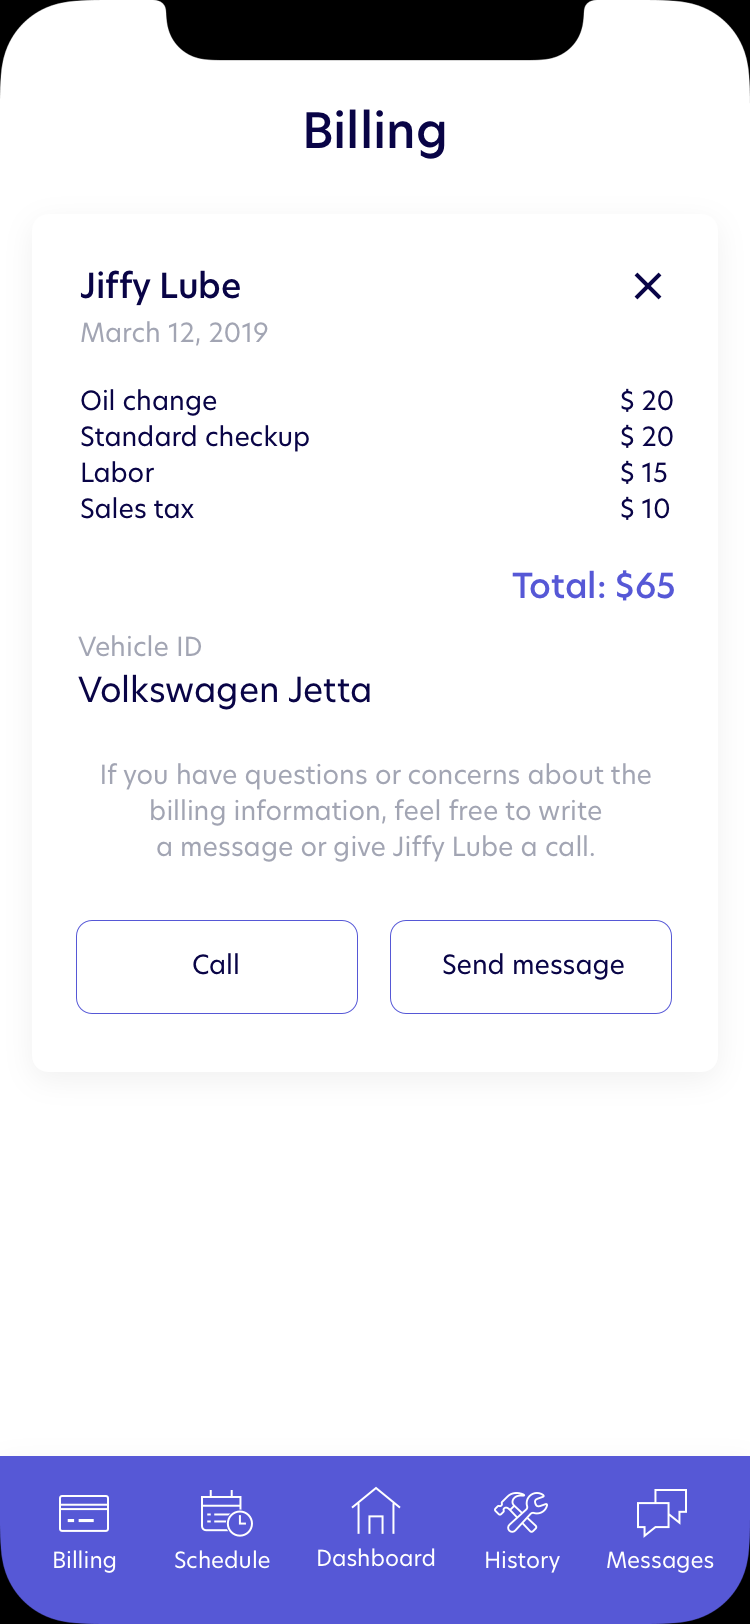 Billing
Jiffy Lube
March 12, 2019
Oil change $ 20
Standard checkup $ 20
Labor $ 15
Sales tax $ 10
Total: $65
Vehicle ID
Volkswagen Jetta
If you have questions or concerns about the
billing information, feel free to write
a message or give Jiffy Lube a call.
Call Send message
Billing Schedule Dashboard History Messages